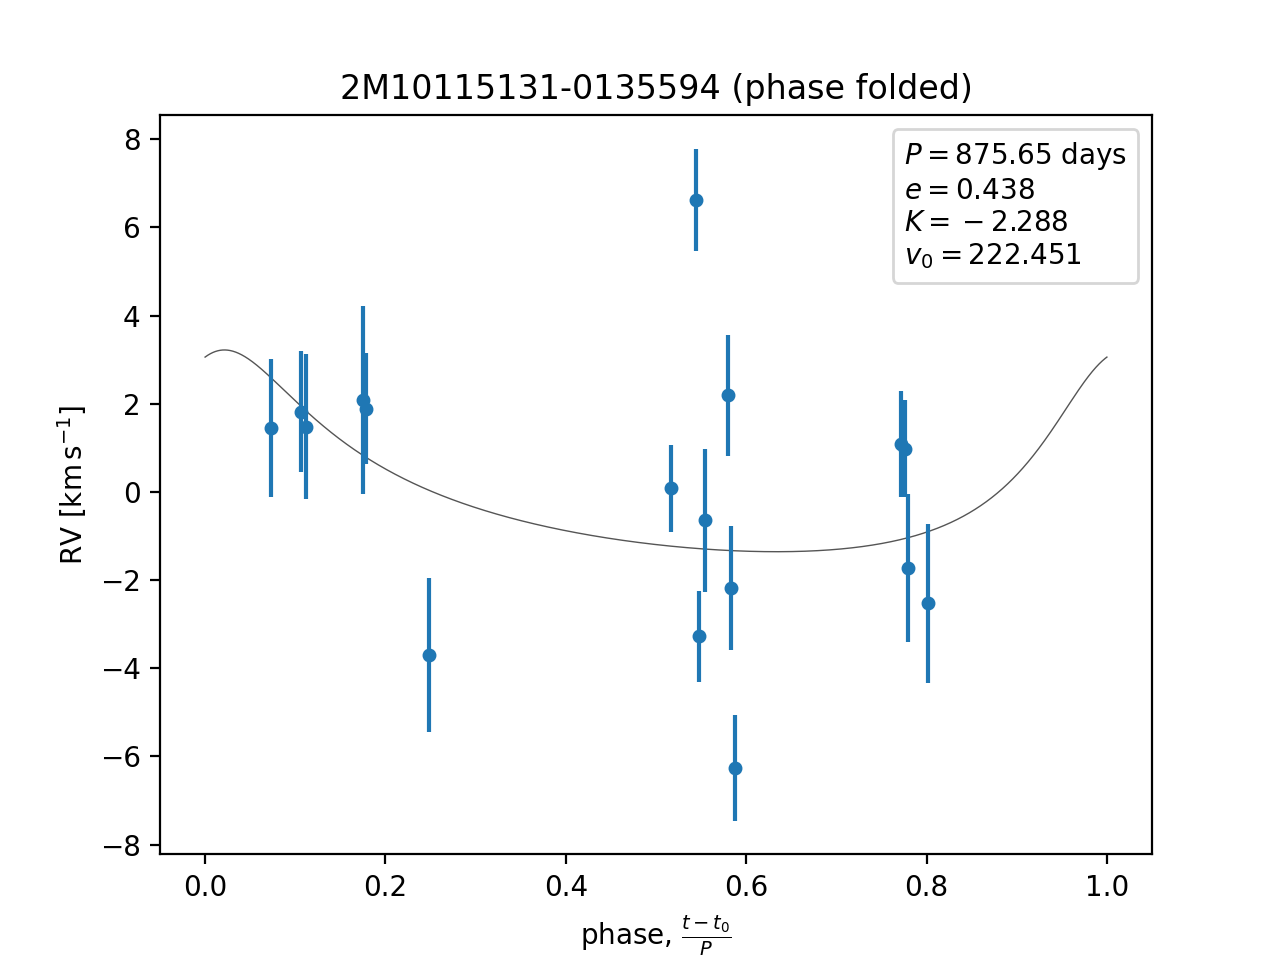 2M10115131-0135594 (phase folded)
P = 875.65 days
e = 0.438
K = −2.288
v₀ = 222.451
RV [km s⁻¹]
8
6
4
2
0
−2
−4
−6
−8
0.0 0.2 0.4 0.6 0.8 1.0
phase, (t − t₀)/P